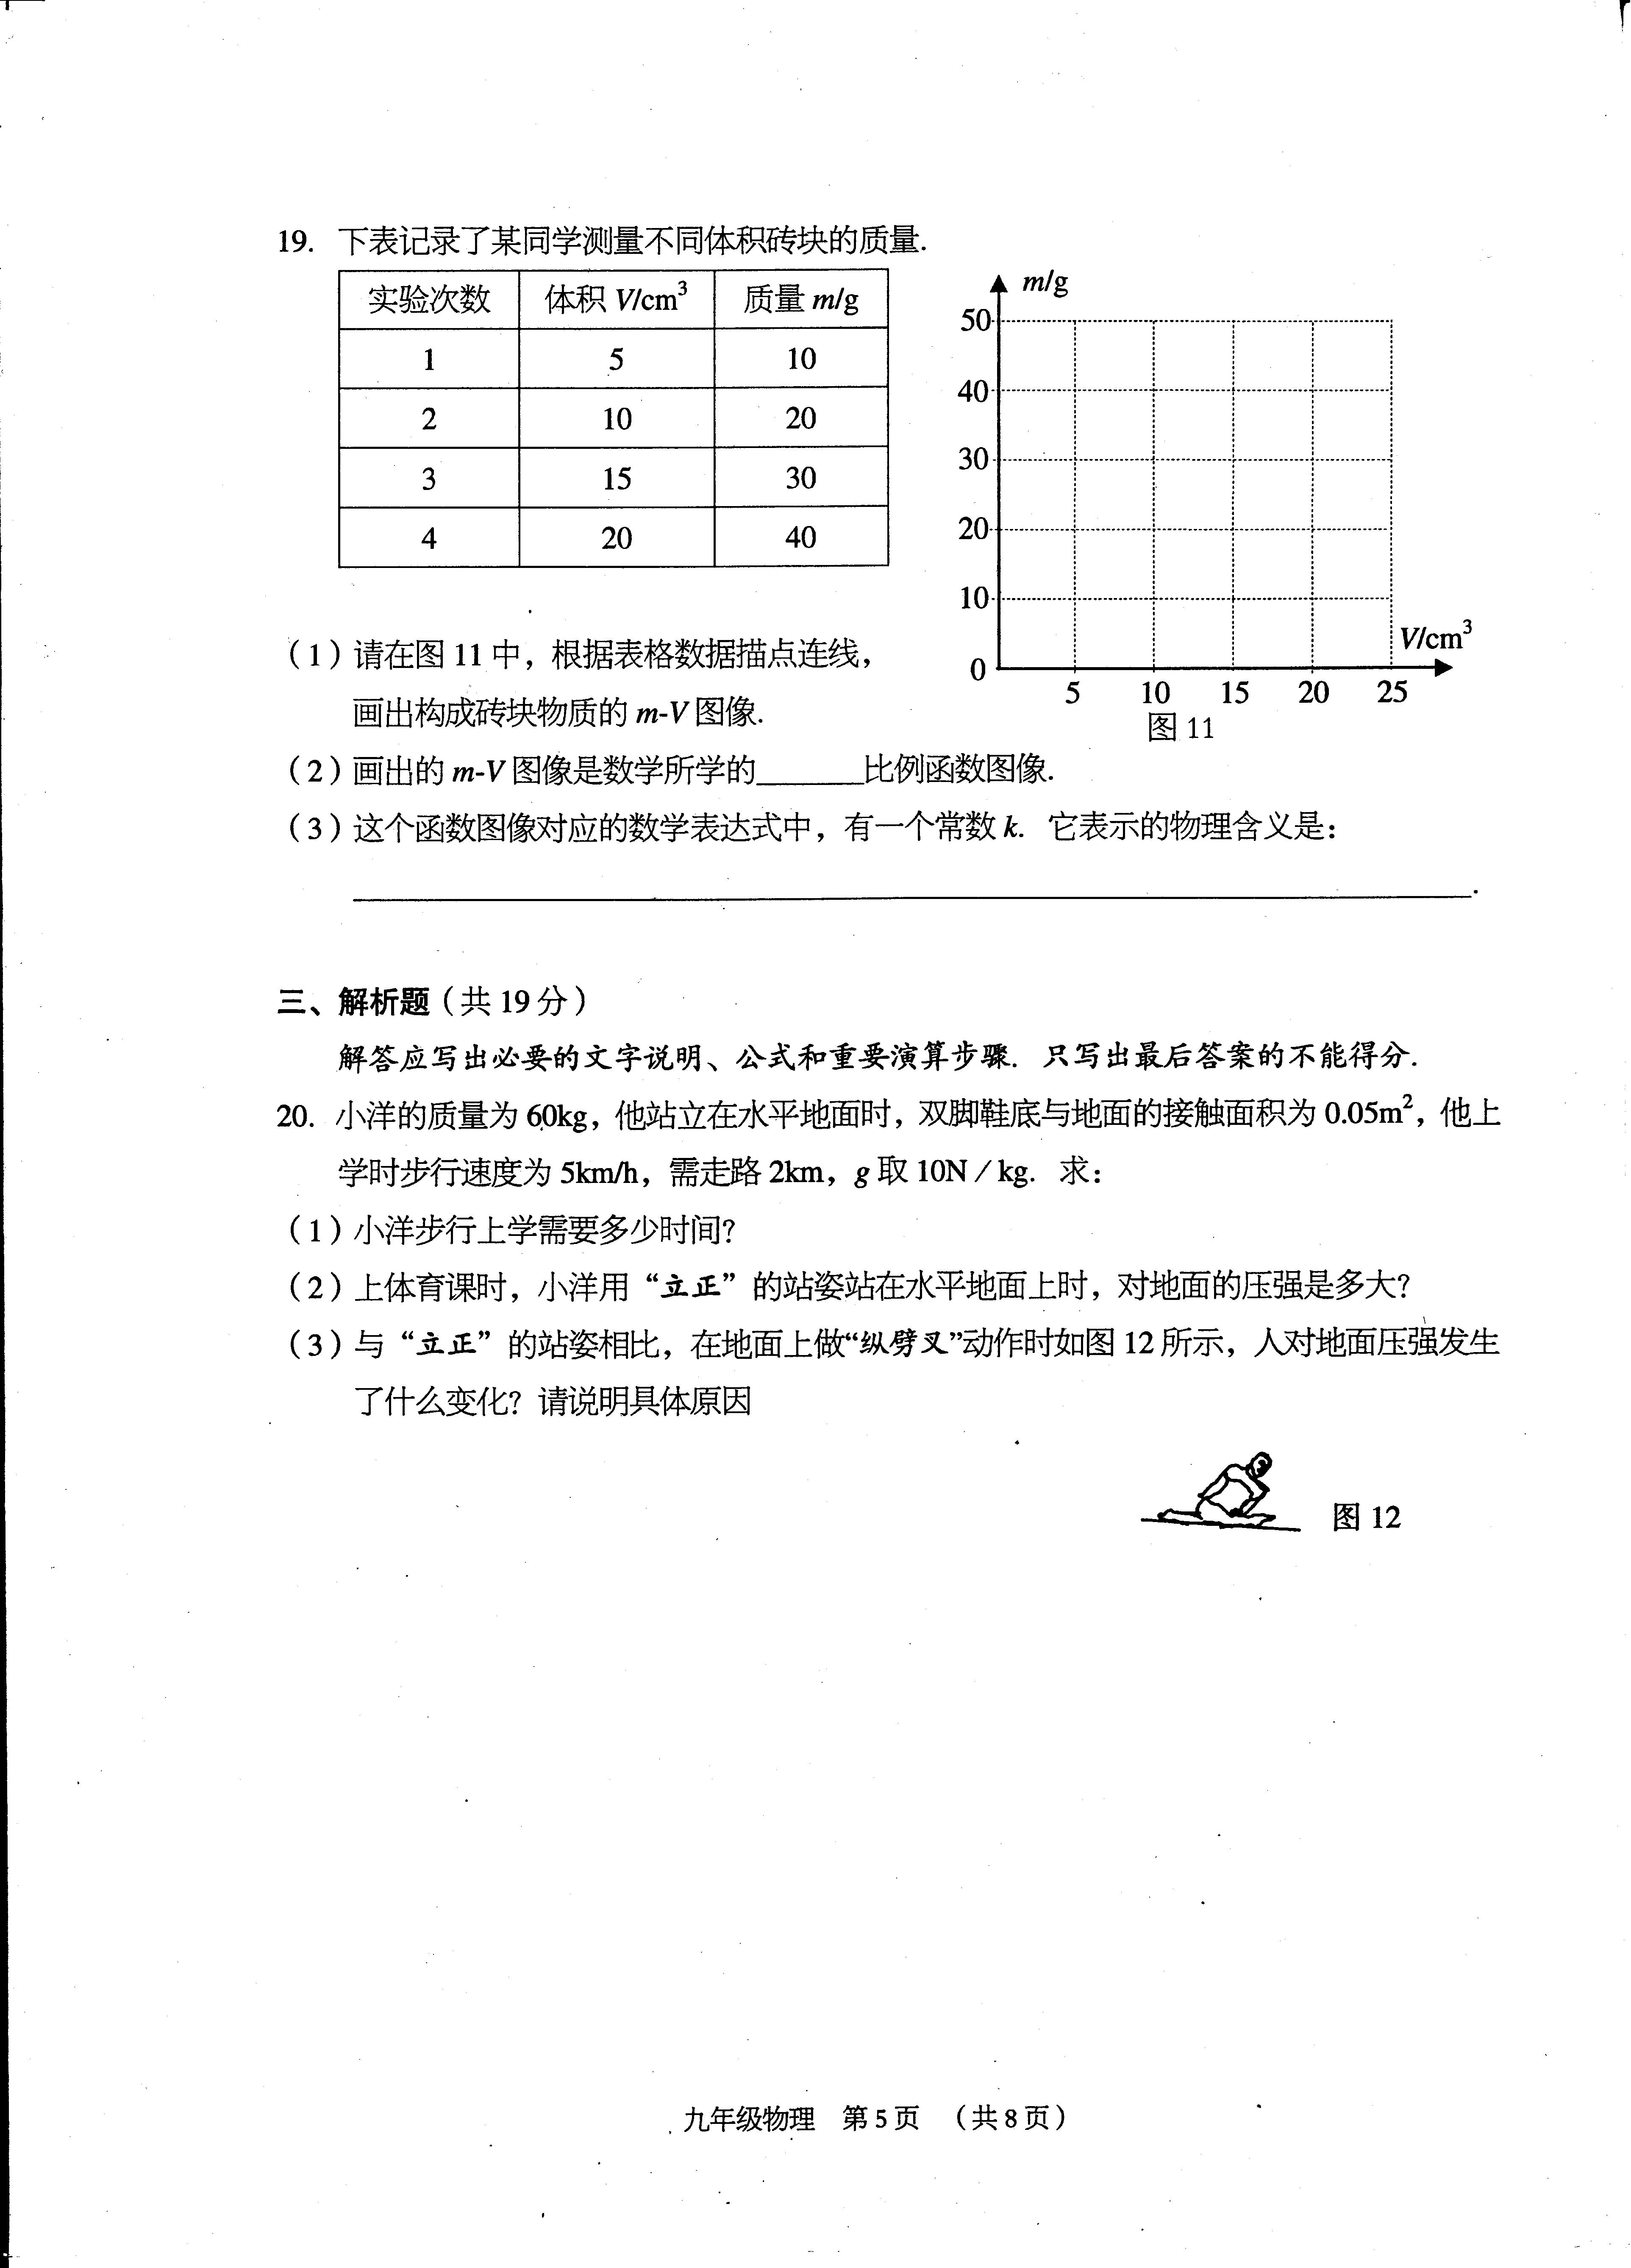 19. 下表记录了某同学测量不同体积砖块的质量.
实验次数 体积 V/cm³ 质量 m/g
1 5 10
2 10 20
3 15 30
4 20 40
m/g
50
40
30
20
10
0
V/cm³
5 10 15 20 25
图 11
（1）请在图 11 中，根据表格数据描点连线，
画出构成砖块物质的 m-V 图像.
（2）画出的 m-V 图像是数学所学的______比例函数图像.
（3）这个函数图像对应的数学表达式中，有一个常数 k. 它表示的物理含义是：
______.
三、解析题（共 19 分）
解答应写出必要的文字说明、公式和重要演算步骤. 只写出最后答案的不能得分.
20. 小洋的质量为 60kg，他站立在水平地面时，双脚鞋底与地面的接触面积为 0.05m²，他上
学时步行速度为 5km/h，需走路 2km，g 取 10N／kg. 求：
（1）小洋步行上学需要多少时间？
（2）上体育课时，小洋用“立正”的站姿站在水平地面上时，对地面的压强是多大？
（3）与“立正”的站姿相比，在地面上做“纵劈叉”动作时如图 12 所示，人对地面压强发生
了什么变化？请说明具体原因
图 12
九年级物理 第 5 页 （共 8 页）